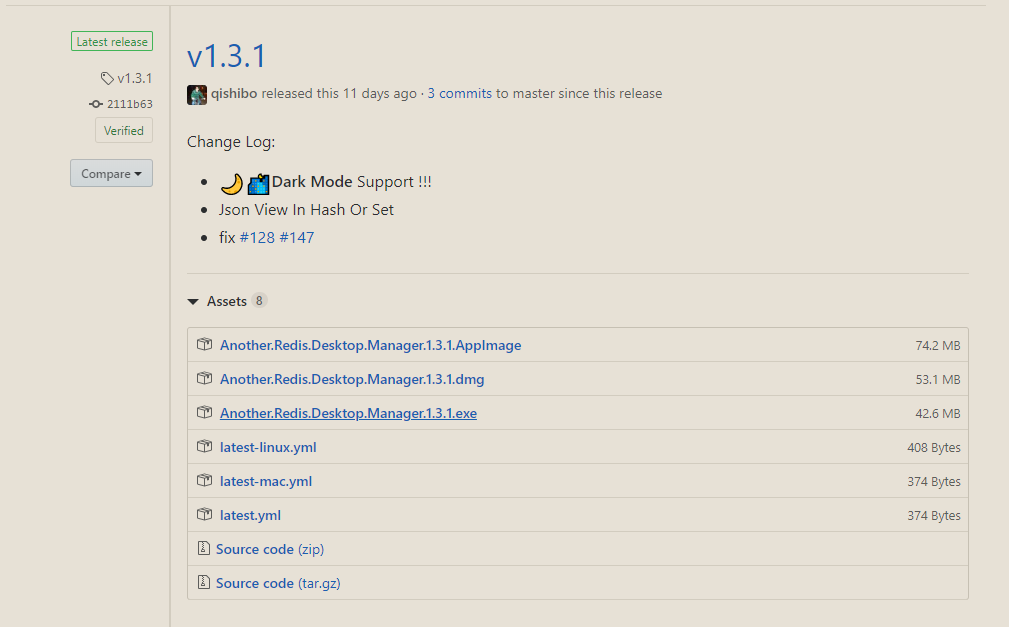 Latest release
v1.3.1
2111b63
Verified
Compare
v1.3.1
qishibo released this 11 days ago · 3 commits to master since this release
Change Log:
🌙🏙Dark Mode Support !!!
Json View In Hash Or Set
fix #128 #147
Assets 8
Another.Redis.Desktop.Manager.1.3.1.AppImage 74.2 MB
Another.Redis.Desktop.Manager.1.3.1.dmg 53.1 MB
Another.Redis.Desktop.Manager.1.3.1.exe 42.6 MB
latest-linux.yml 408 Bytes
latest-mac.yml 374 Bytes
latest.yml 374 Bytes
Source code (zip)
Source code (tar.gz)